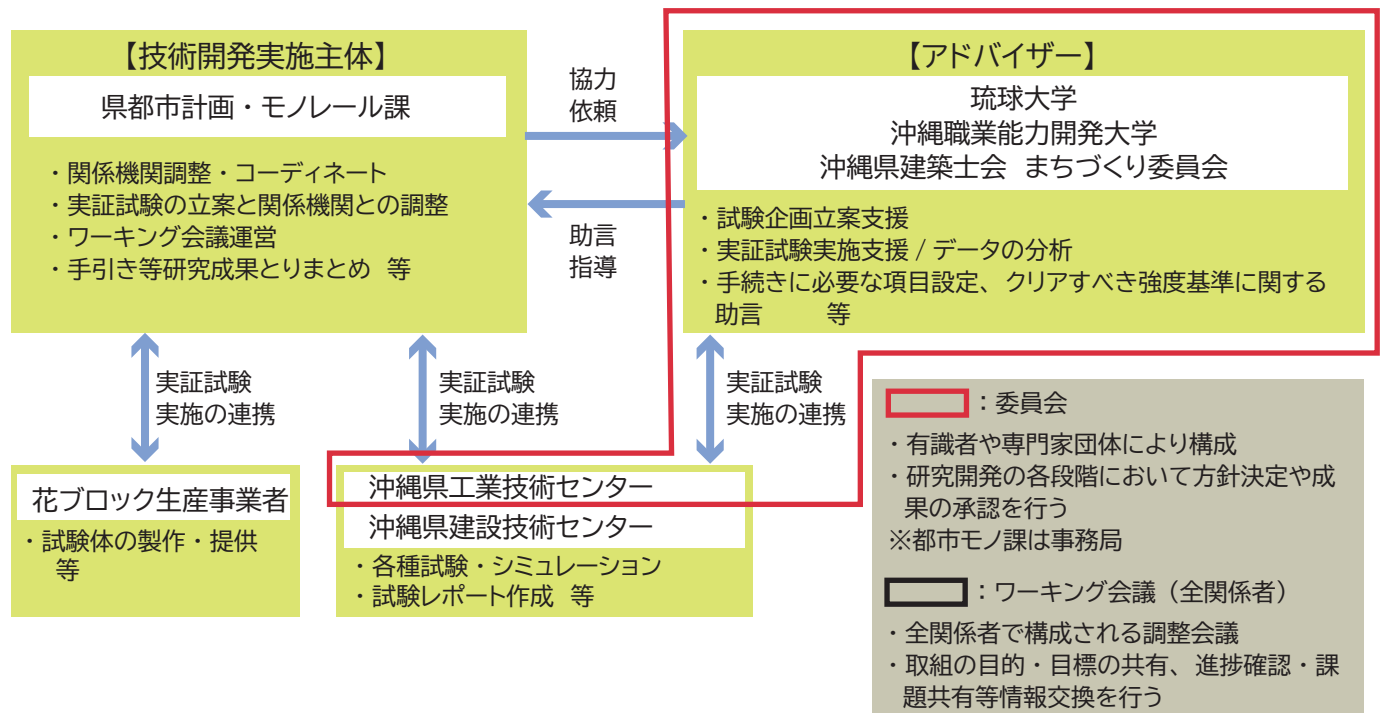 【技術開発実施主体】
県都市計画・モノレール課
・関係機関調整・コーディネート
・実証試験の立案と関係機関との調整
・ワーキング会議運営
・手引き等研究成果とりまとめ 等
協力
依頼
助言
指導
【アドバイザー】
琉球大学
沖縄職業能力開発大学
沖縄県建築士会 まちづくり委員会
・試験企画立案支援
・実証試験実施支援 / データの分析
・手続きに必要な項目設定、クリアすべき強度基準に関する
助言 等
実証試験
実施の連携
実証試験
実施の連携
実証試験
実施の連携
花ブロック生産事業者
・試験体の製作・提供
等
沖縄県工業技術センター
沖縄県建設技術センター
・各種試験・シミュレーション
・試験レポート作成 等
：委員会
・有識者や専門家団体により構成
・研究開発の各段階において方針決定や成
果の承認を行う
※都市モノ課は事務局
：ワーキング会議（全関係者）
・全関係者で構成される調整会議
・取組の目的・目標の共有、進捗確認・課
題共有等情報交換を行う